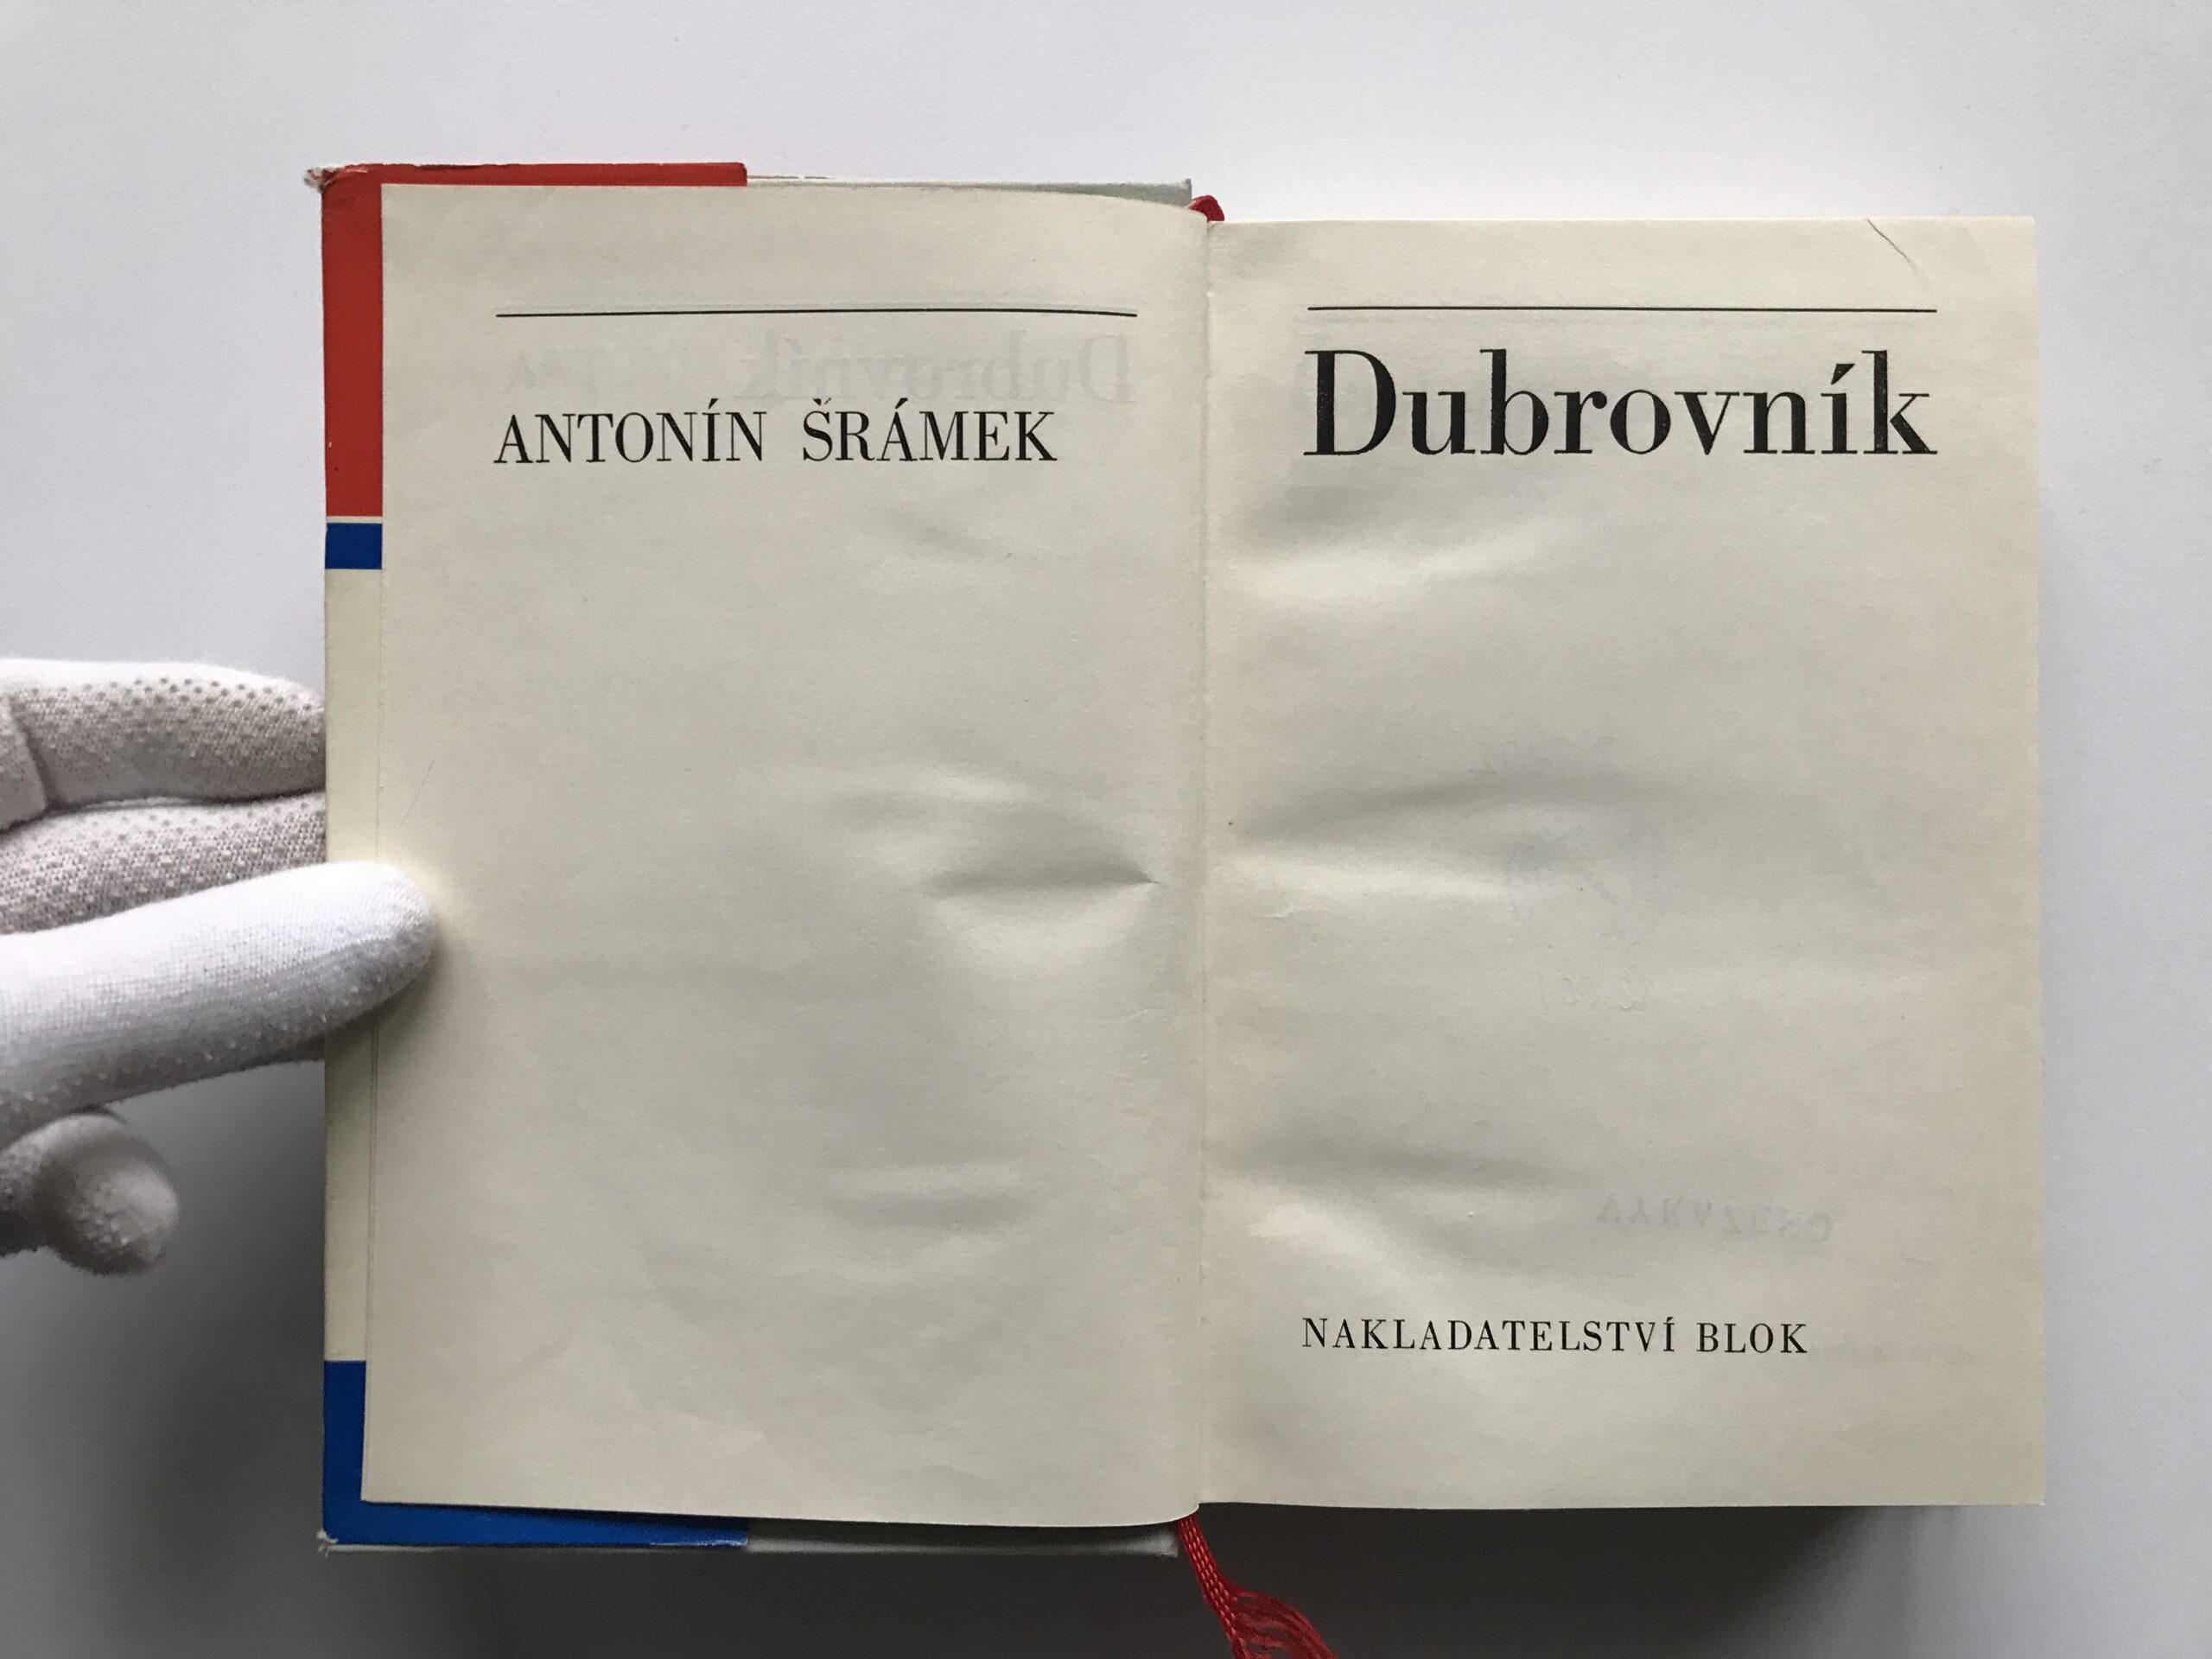 ANTONÍN ŠRÁMEK
Dubrovník
NAKLADATELSTVÍ BLOK